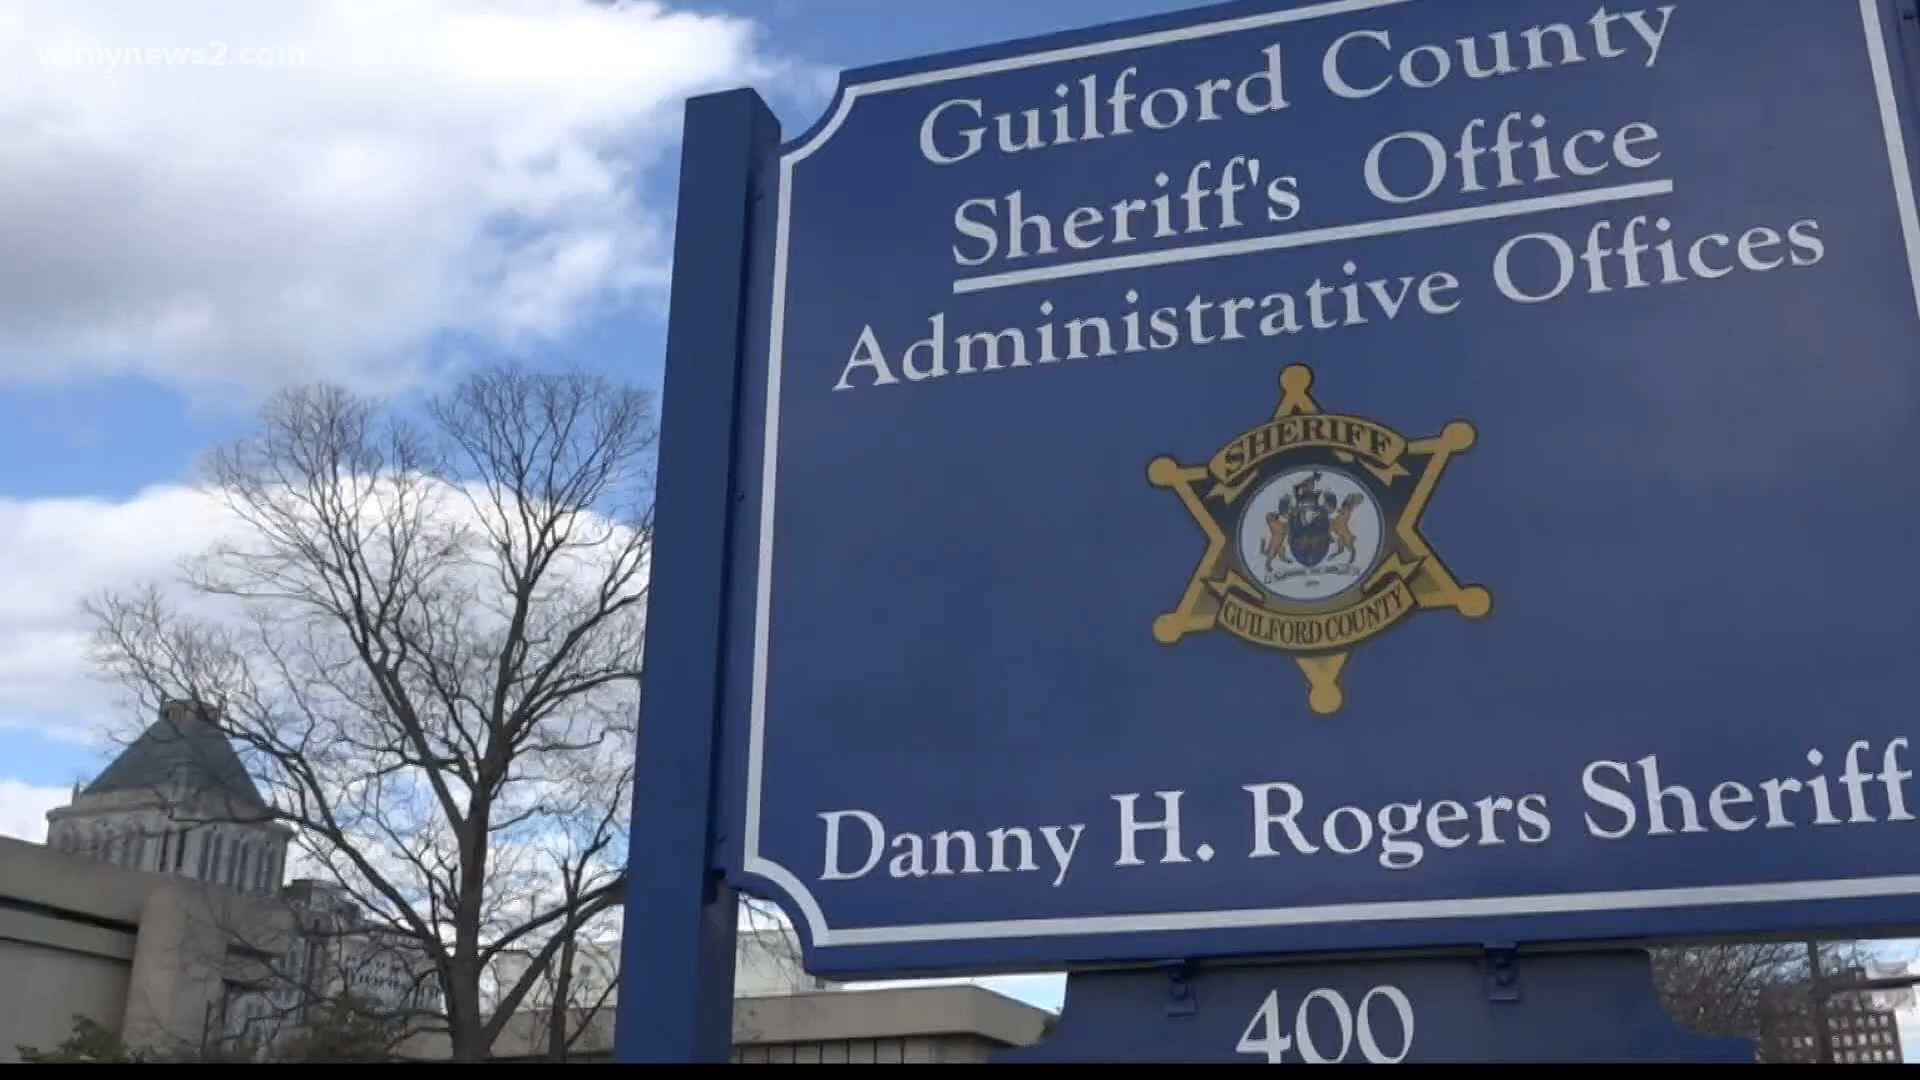 wfmynews2.com
Guilford County
Sheriff's Office
Administrative Offices
SHERIFF
GUILFORD COUNTY
Danny H. Rogers Sheriff
400